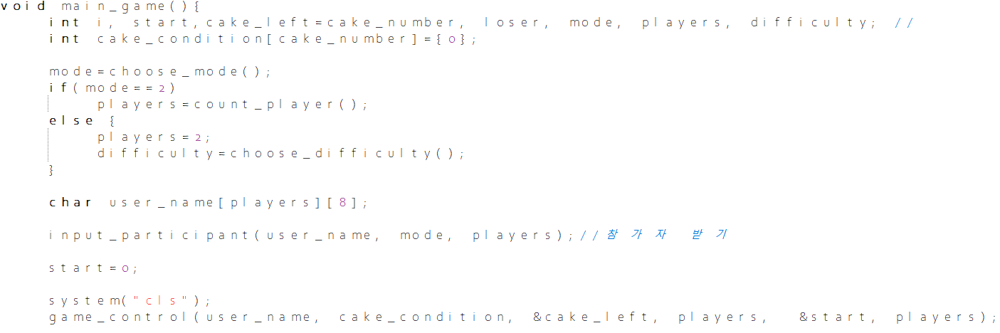 void main_game(){
int i, start,cake_left=cake_number, loser, mode, players, difficulty; //
int cake_condition[cake_number]={0};
mode=choose_mode();
if(mode==2)
players=count_player();
else {
players=2;
difficulty=choose_difficulty();
}
char user_name[players][8];
input_participant(user_name, mode, players);//참가자 받기
start=0;
system("cls");
game_control(user_name, cake_condition, &cake_left, players, &start, players);